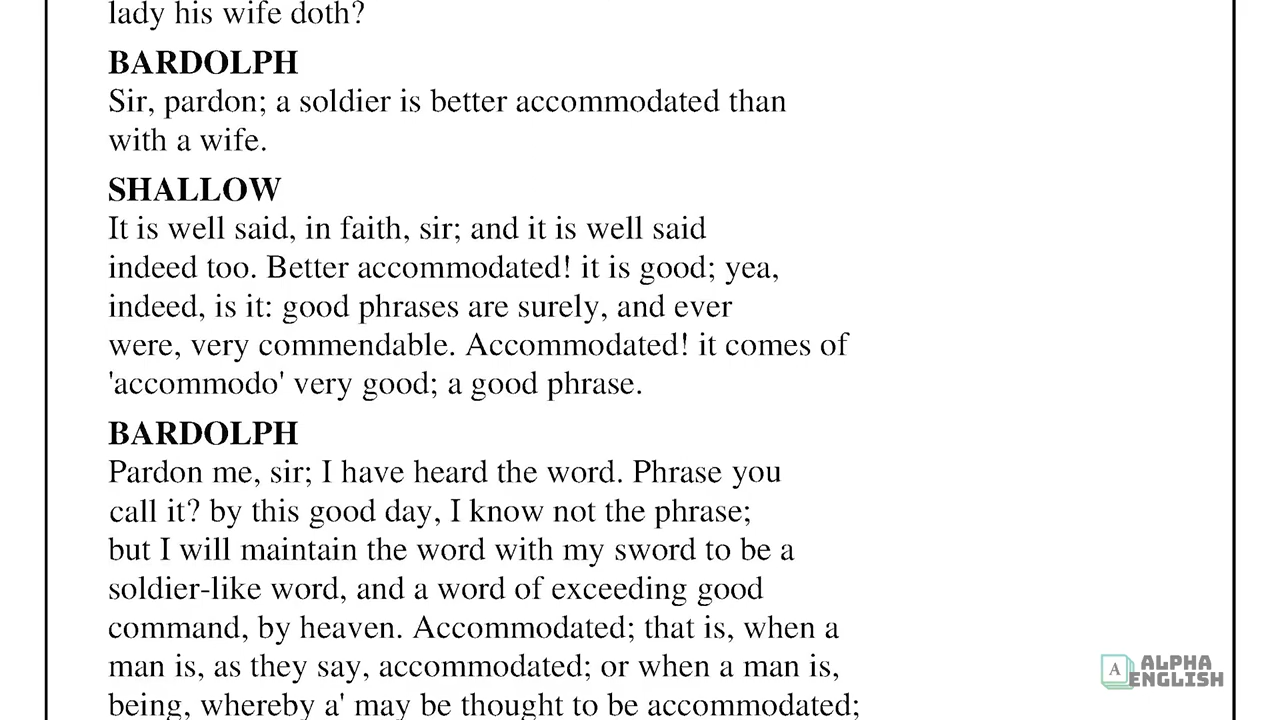 lady his wife doth?
BARDOLPH
Sir, pardon; a soldier is better accommodated than
with a wife.
SHALLOW
It is well said, in faith, sir; and it is well said
indeed too. Better accommodated! it is good; yea,
indeed, is it: good phrases are surely, and ever
were, very commendable. Accommodated! it comes of
'accommodo' very good; a good phrase.
BARDOLPH
Pardon me, sir; I have heard the word. Phrase you
call it? by this good day, I know not the phrase;
but I will maintain the word with my sword to be a
soldier-like word, and a word of exceeding good
command, by heaven. Accommodated; that is, when a
man is, as they say, accommodated; or when a man is,
being, whereby a' may be thought to be accommodated;
A ALPHA
ENGLISH